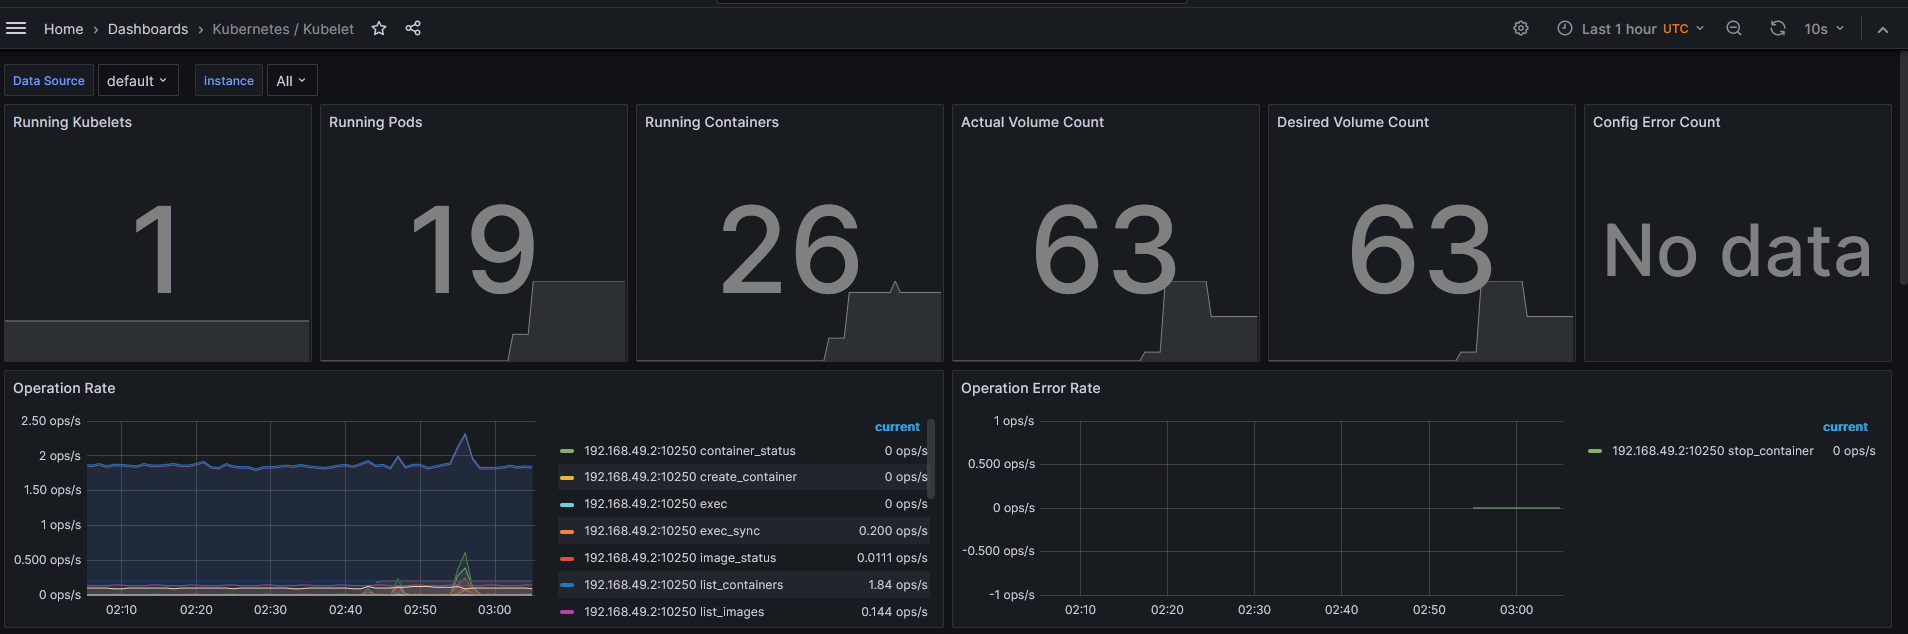 Home › Dashboards › Kubernetes / Kubelet
Last 1 hour UTC
10s
Data Source default
instance All
Running Kubelets
1
Running Pods
19
Running Containers
26
Actual Volume Count
63
Desired Volume Count
63
Config Error Count
No data
Operation Rate
2.50 ops/s
2 ops/s
1.50 ops/s
1 ops/s
0.500 ops/s
0 ops/s
02:10 02:20 02:30 02:40 02:50 03:00
current
192.168.49.2:10250 container_status 0 ops/s
192.168.49.2:10250 create_container 0 ops/s
192.168.49.2:10250 exec 0 ops/s
192.168.49.2:10250 exec_sync 0.200 ops/s
192.168.49.2:10250 image_status 0.0111 ops/s
192.168.49.2:10250 list_containers 1.84 ops/s
192.168.49.2:10250 list_images 0.144 ops/s
Operation Error Rate
1 ops/s
0.500 ops/s
0 ops/s
-0.500 ops/s
-1 ops/s
02:10 02:20 02:30 02:40 02:50 03:00
current
192.168.49.2:10250 stop_container 0 ops/s